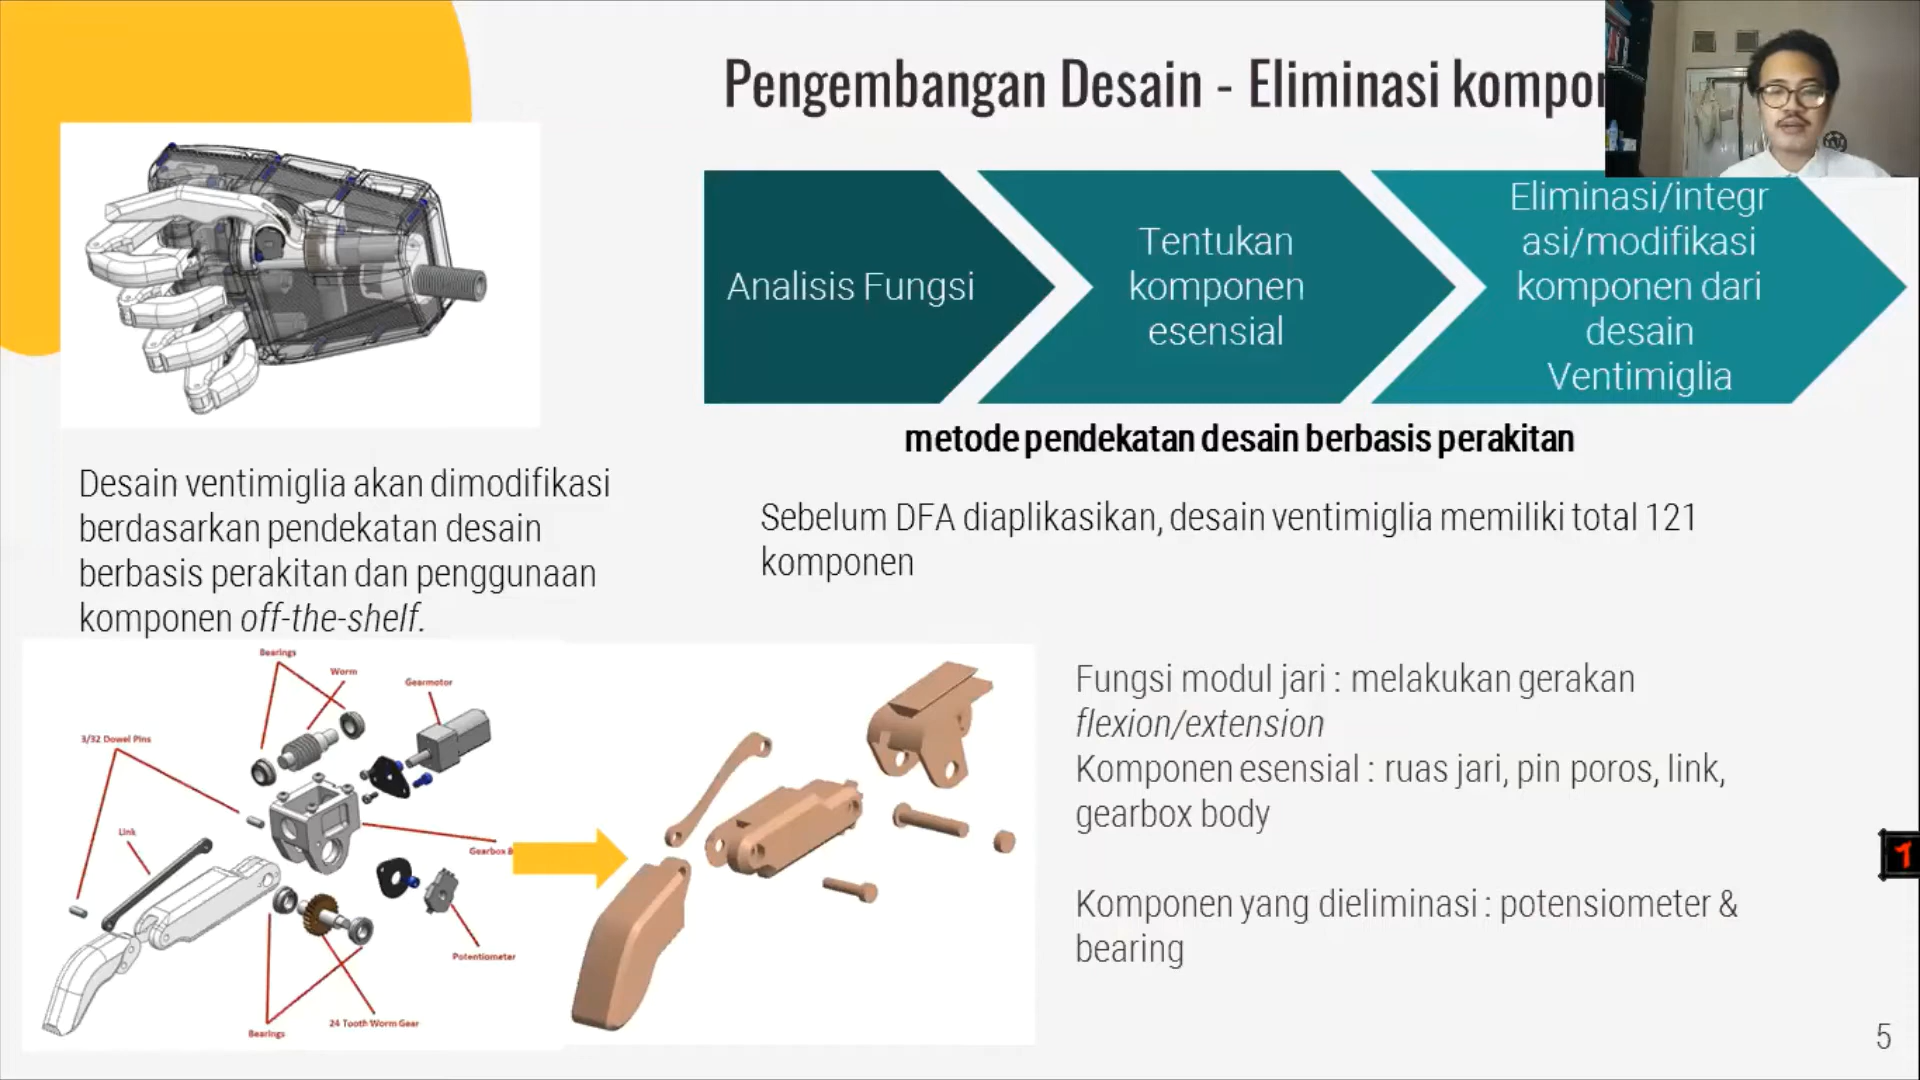 Pengembangan Desain - Eliminasi
Analisis Fungsi
Tentukan
komponen
esensial
Eliminasi/integr
asi/modifikasi
komponen dari
desain
Ventimiglia
metode pendekatan desain berbasis perakitan
Desain ventimiglia akan dimodifikasi
berdasarkan pendekatan desain
berbasis perakitan dan penggunaan
komponen off-the-shelf.
Sebelum DFA diaplikasikan, desain ventimiglia memiliki total 121
komponen
Bearings
Worm
Gearmotor
3/32 Dowel Pins
Link
Gearbox
Potentiometer
24 Tooth Worm Gear
Bearings
Fungsi modul jari : melakukan gerakan
flexion/extension
Komponen esensial : ruas jari, pin poros, link,
gearbox body
Komponen yang dieliminasi : potensiometer &
bearing
5